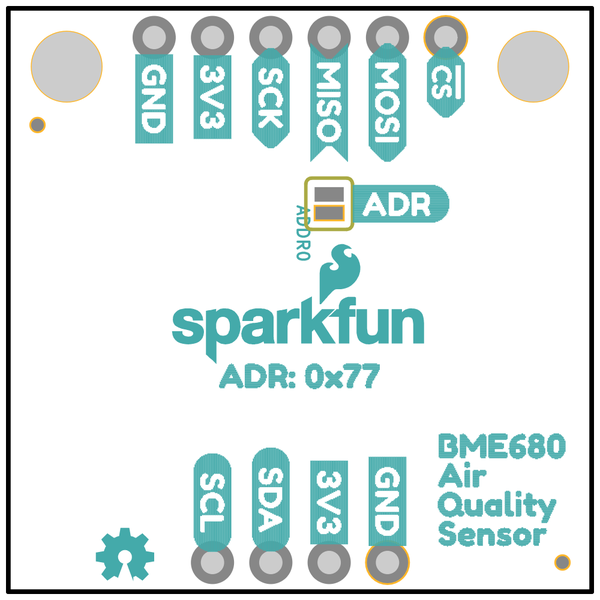 GND
3V3
SCK
MISO
MOSI
CS
ADR
ADDR0
sparkfun
ADR: 0x77
SCL
SDA
3V3
GND
BME680
Air
Quality
Sensor